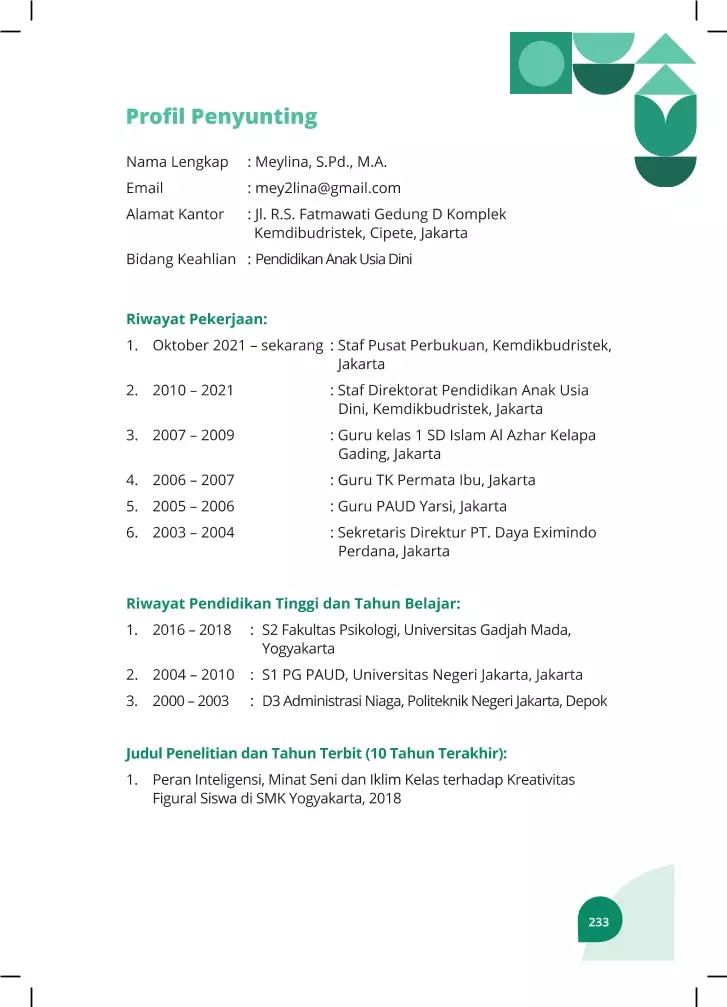 Profil Penyunting
Nama Lengkap : Meylina, S.Pd., M.A.
Email : mey2lina@gmail.com
Alamat Kantor : Jl. R.S. Fatmawati Gedung D Komplek
Kemdibudristek, Cipete, Jakarta
Bidang Keahlian : Pendidikan Anak Usia Dini
Riwayat Pekerjaan:
1. Oktober 2021 – sekarang : Staf Pusat Perbukuan, Kemdikbudristek,
Jakarta
2. 2010 – 2021 : Staf Direktorat Pendidikan Anak Usia
Dini, Kemdikbudristek, Jakarta
3. 2007 – 2009 : Guru kelas 1 SD Islam Al Azhar Kelapa
Gading, Jakarta
4. 2006 – 2007 : Guru TK Permata Ibu, Jakarta
5. 2005 – 2006 : Guru PAUD Yarsi, Jakarta
6. 2003 – 2004 : Sekretaris Direktur PT. Daya Eximindo
Perdana, Jakarta
Riwayat Pendidikan Tinggi dan Tahun Belajar:
1. 2016 – 2018 : S2 Fakultas Psikologi, Universitas Gadjah Mada,
Yogyakarta
2. 2004 – 2010 : S1 PG PAUD, Universitas Negeri Jakarta, Jakarta
3. 2000 – 2003 : D3 Administrasi Niaga, Politeknik Negeri Jakarta, Depok
Judul Penelitian dan Tahun Terbit (10 Tahun Terakhir):
1. Peran Inteligensi, Minat Seni dan Iklim Kelas terhadap Kreativitas
Figural Siswa di SMK Yogyakarta, 2018
233